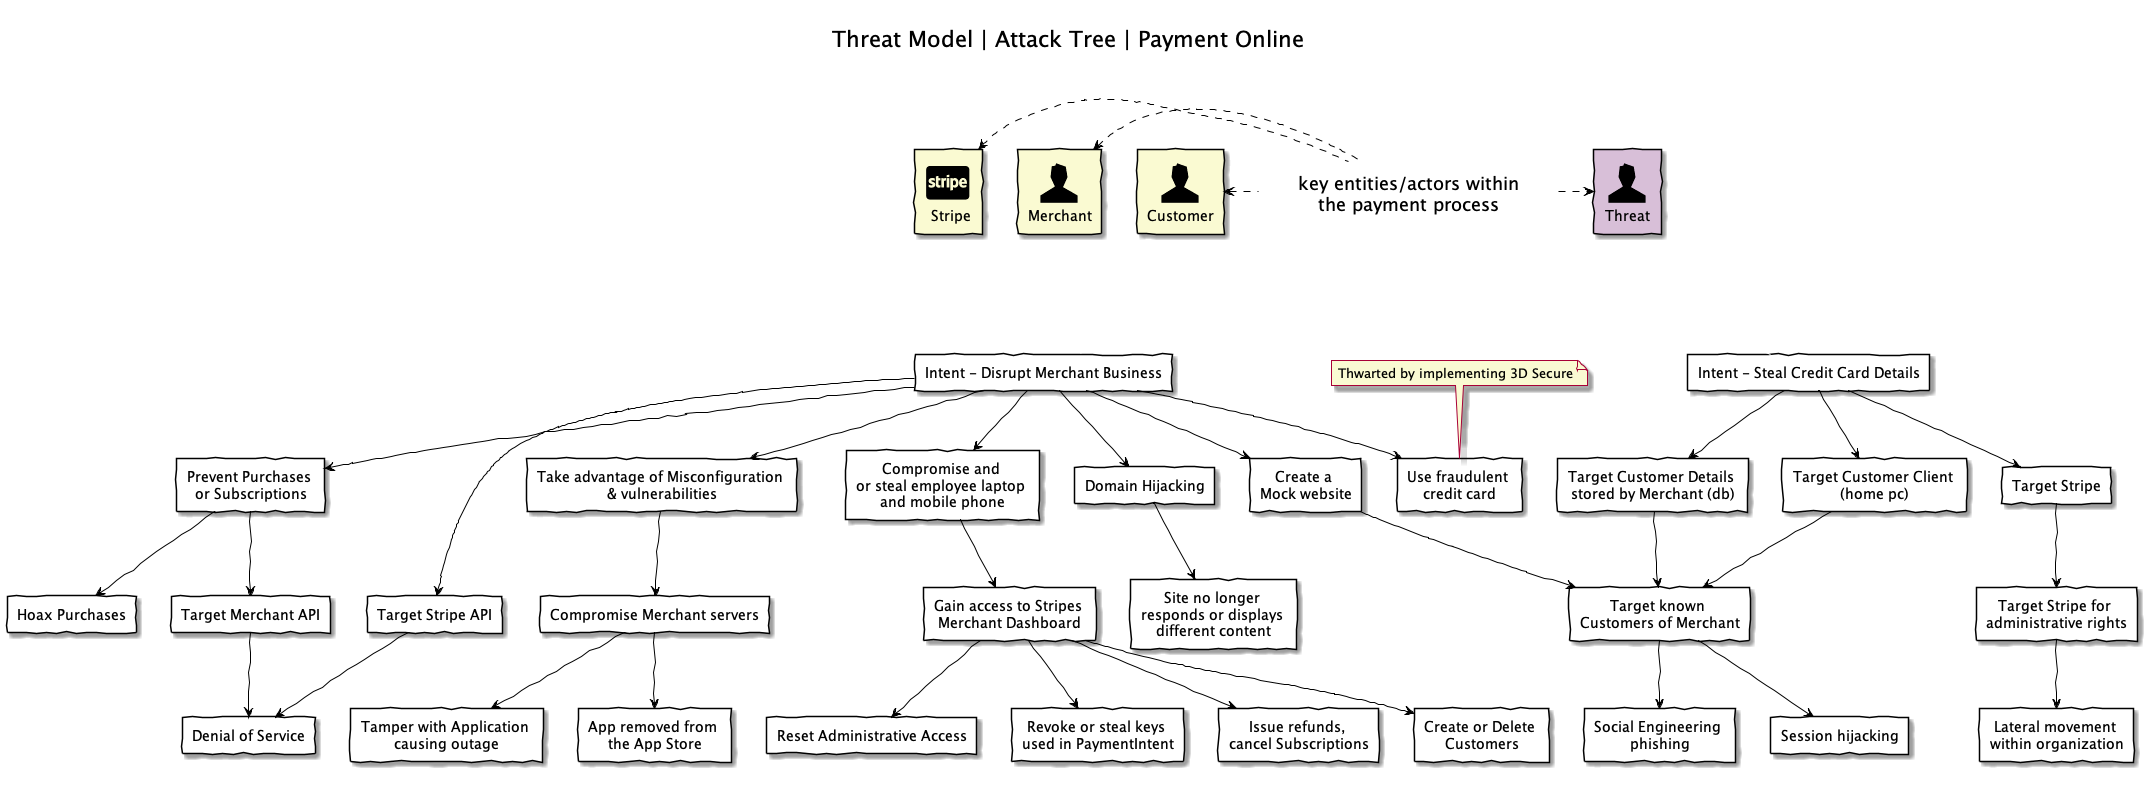 Threat Model | Attack Tree | Payment Online
stripe
Stripe
Merchant
Customer
key entities/actors within
the payment process
Threat
Intent - Disrupt Merchant Business
Thwarted by implementing 3D Secure
Intent - Steal Credit Card Details
Prevent Purchases
or Subscriptions
Take advantage of Misconfiguration
& vulnerabilities
Compromise and
or steal employee laptop
and mobile phone
Domain Hijacking
Create a
Mock website
Use fraudulent
credit card
Target Customer Details
stored by Merchant (db)
Target Customer Client
(home pc)
Target Stripe
Hoax Purchases
Target Merchant API
Target Stripe API
Compromise Merchant servers
Gain access to Stripes
Merchant Dashboard
Site no longer
responds or displays
different content
Target known
Customers of Merchant
Target Stripe for
administrative rights
Denial of Service
Tamper with Application
causing outage
App removed from
the App Store
Reset Administrative Access
Revoke or steal keys
used in PaymentIntent
Issue refunds,
cancel Subscriptions
Create or Delete
Customers
Social Engineering
phishing
Session hijacking
Lateral movement
within organization